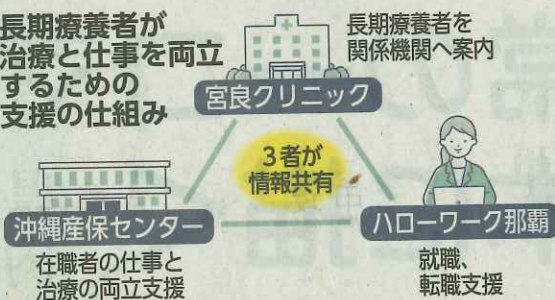 長期療養者が
治療と仕事を両立
するための
支援の仕組み
長期療養者を
関係機関へ案内
宮良クリニック
3者が
情報共有
沖縄産保センター
在職者の仕事と
治療の両立支援
ハローワーク那覇
就職、
転職支援